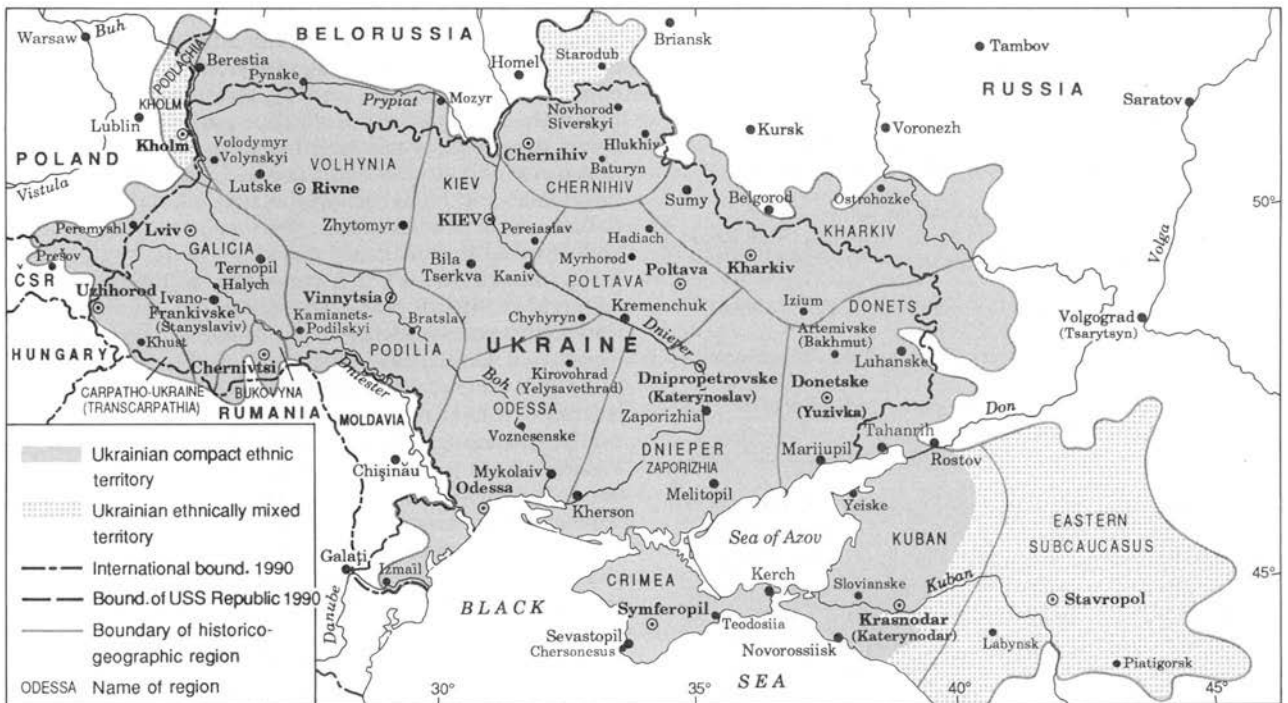 Warsaw
Buh
BELORUSSIA
Briansk
Tambov
RUSSIA
Saratov
PODLACHIA
Berestia
Pynske
Homel
Starodub
KHOLM
Prypiat
Mozyr
Novhorod
Siverskyi
Kursk
Voronezh
Lublin
Kholm
Volodymyr
Volynskyi
VOLHYNIA
Chernihiv
Hlukhiv
Baturyn
CHERNIHIV
POLAND
Vistula
Lutske
Rivne
KIEV
Sumy
Belgorod
Ostrohozke
50°
Peremyshl
Lviv
Zhytomyr
KIEV
Pereiaslav
Hadiach
KHARKIV
Volga
GALICIA
Prešov
Ternopil
Bila
Tserkva
Kaniv
Myrhorod
POLTAVA
Poltava
Kharkiv
ČSR
Uzhhorod
Halych
Ivano-
Frankivske
(Stanyslaviv)
Vinnytsia
Kamianets-
Podilskyi
Bratslav
Chyhyryn
Kremenchuk
Izium
DONETS
Artemivske
(Bakhmut)
Volgograd
(Tsarytsyn)
HUNGARY
Khust
Chernivtsi
PODILIA
UKRAINE
Dnieper
Luhanske
CARPATHO-UKRAINE
(TRANSCARPATHIA)
BUKOVYNA
RUMANIA
Dniester
Boh
Kirovohrad
(Yelysavethrad)
Dnipropetrovske
(Katerynoslav)
Donetske
(Yuzivka)
Don
MOLDAVIA
ODESSA
Voznesenske
Zaporizhia
Tahanrih
Rostov
Chişinău
Mykolaiv
DNIEPER
ZAPORIZHIA
Marijupil
Odessa
Kherson
Melitopil
Yeiske
Sea of Azov
KUBAN
EASTERN
SUBCAUCASUS
Galaţi
Izmaïl
CRIMEA
Kerch
Slovianske
Kuban
45°
Danube
BLACK
SEA
Symferopil
Teodosiia
Krasnodar
(Katerynodar)
Stavropol
Sevastopil
Chersonesus
Novorossiisk
Labynsk
Piatigorsk
30°
35°
40°
45°
Ukrainian compact ethnic
territory
Ukrainian ethnically mixed
territory
International bound. 1990
Bound. of USS Republic 1990
Boundary of historico-
geographic region
ODESSA Name of region